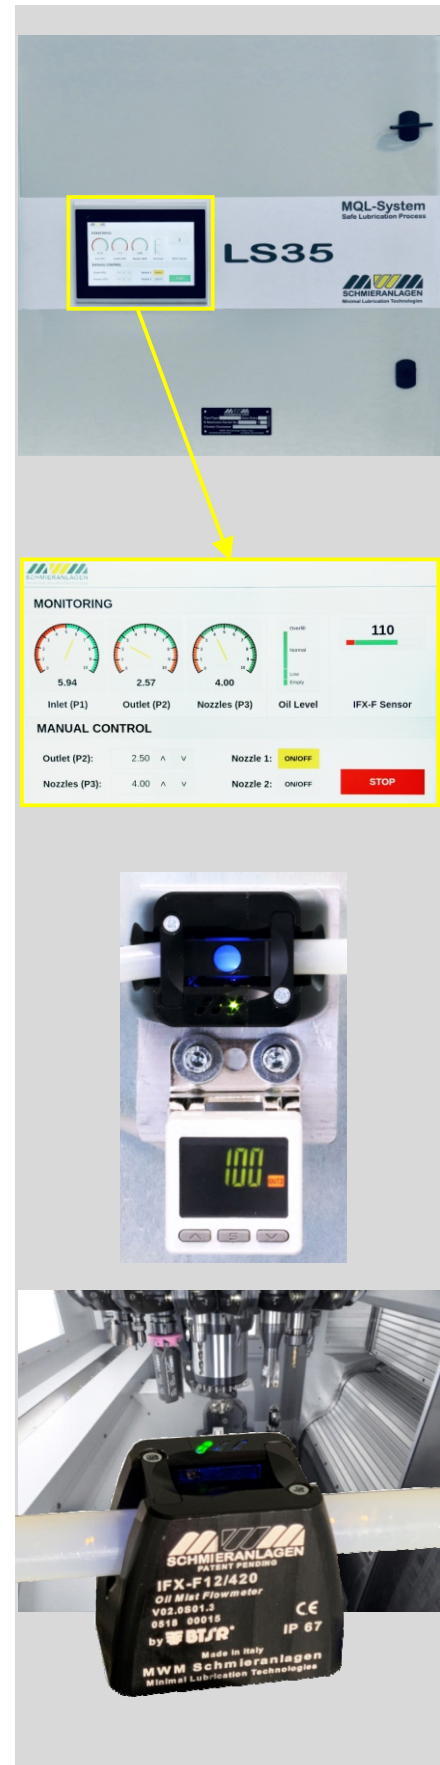 MQL-System
Safe Lubrication Process
LS35
SCHMIERANLAGEN
Minimal Lubrication Technologies
SCHMIERANLAGEN
MONITORING
5.94
2.57
4.00
Overfill
Normal
Low
Empty
110
Inlet (P1)
Outlet (P2)
Nozzles (P3)
Oil Level
IFX-F Sensor
MANUAL CONTROL
Outlet (P2):
2.50
Nozzle 1:
ON/OFF
Nozzles (P3):
4.00
Nozzle 2:
ON/OFF
STOP
100
OUT2
S
SCHMIERANLAGEN
PATENT PENDING
IFX-F12/420
Oil Mist Flowmeter
V02.0S01.3
0518 00015
CE
by BTSR®
IP 67
Made in Italy
MWM Schmieranlagen
Minimal Lubrication Technologies